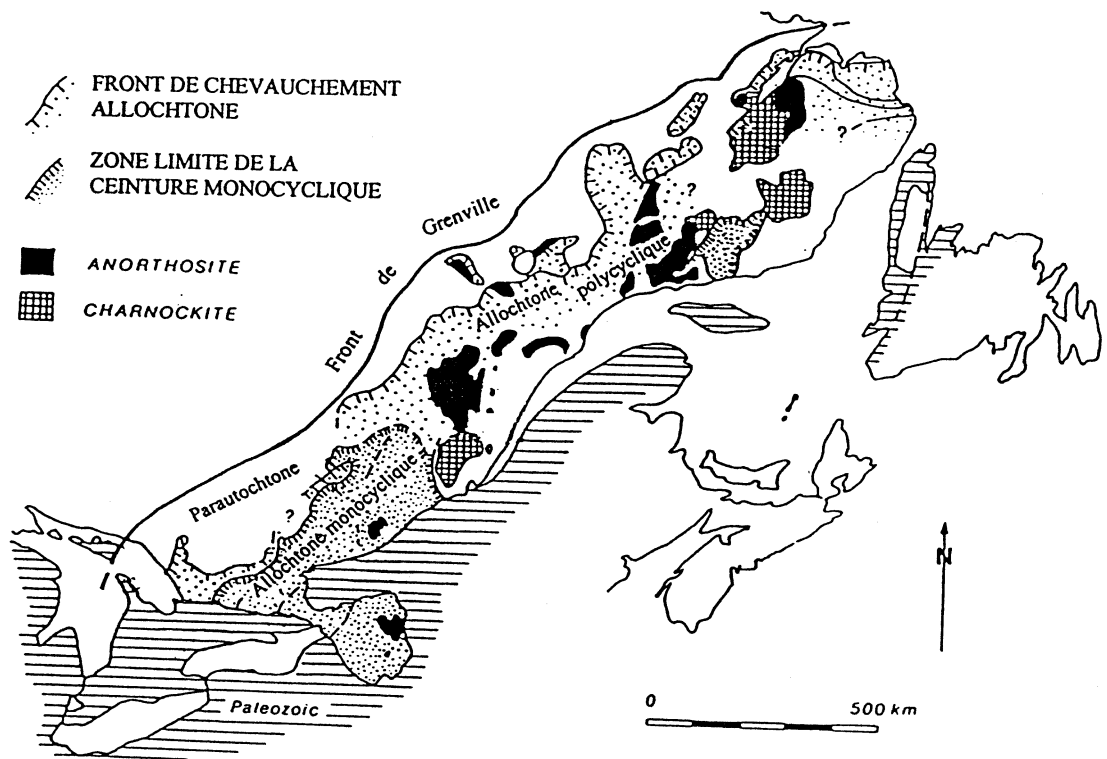 FRONT DE CHEVAUCHEMENT
ALLOCHTONE
ZONE LIMITE DE LA
CEINTURE MONOCYCLIQUE
ANORTHOSITE
CHARNOCKITE
Front de Grenville
Parautochtone
Allochtone polycyclique
Allochtone monocyclique
?
?
?
Paleozoic
N
0 500 km